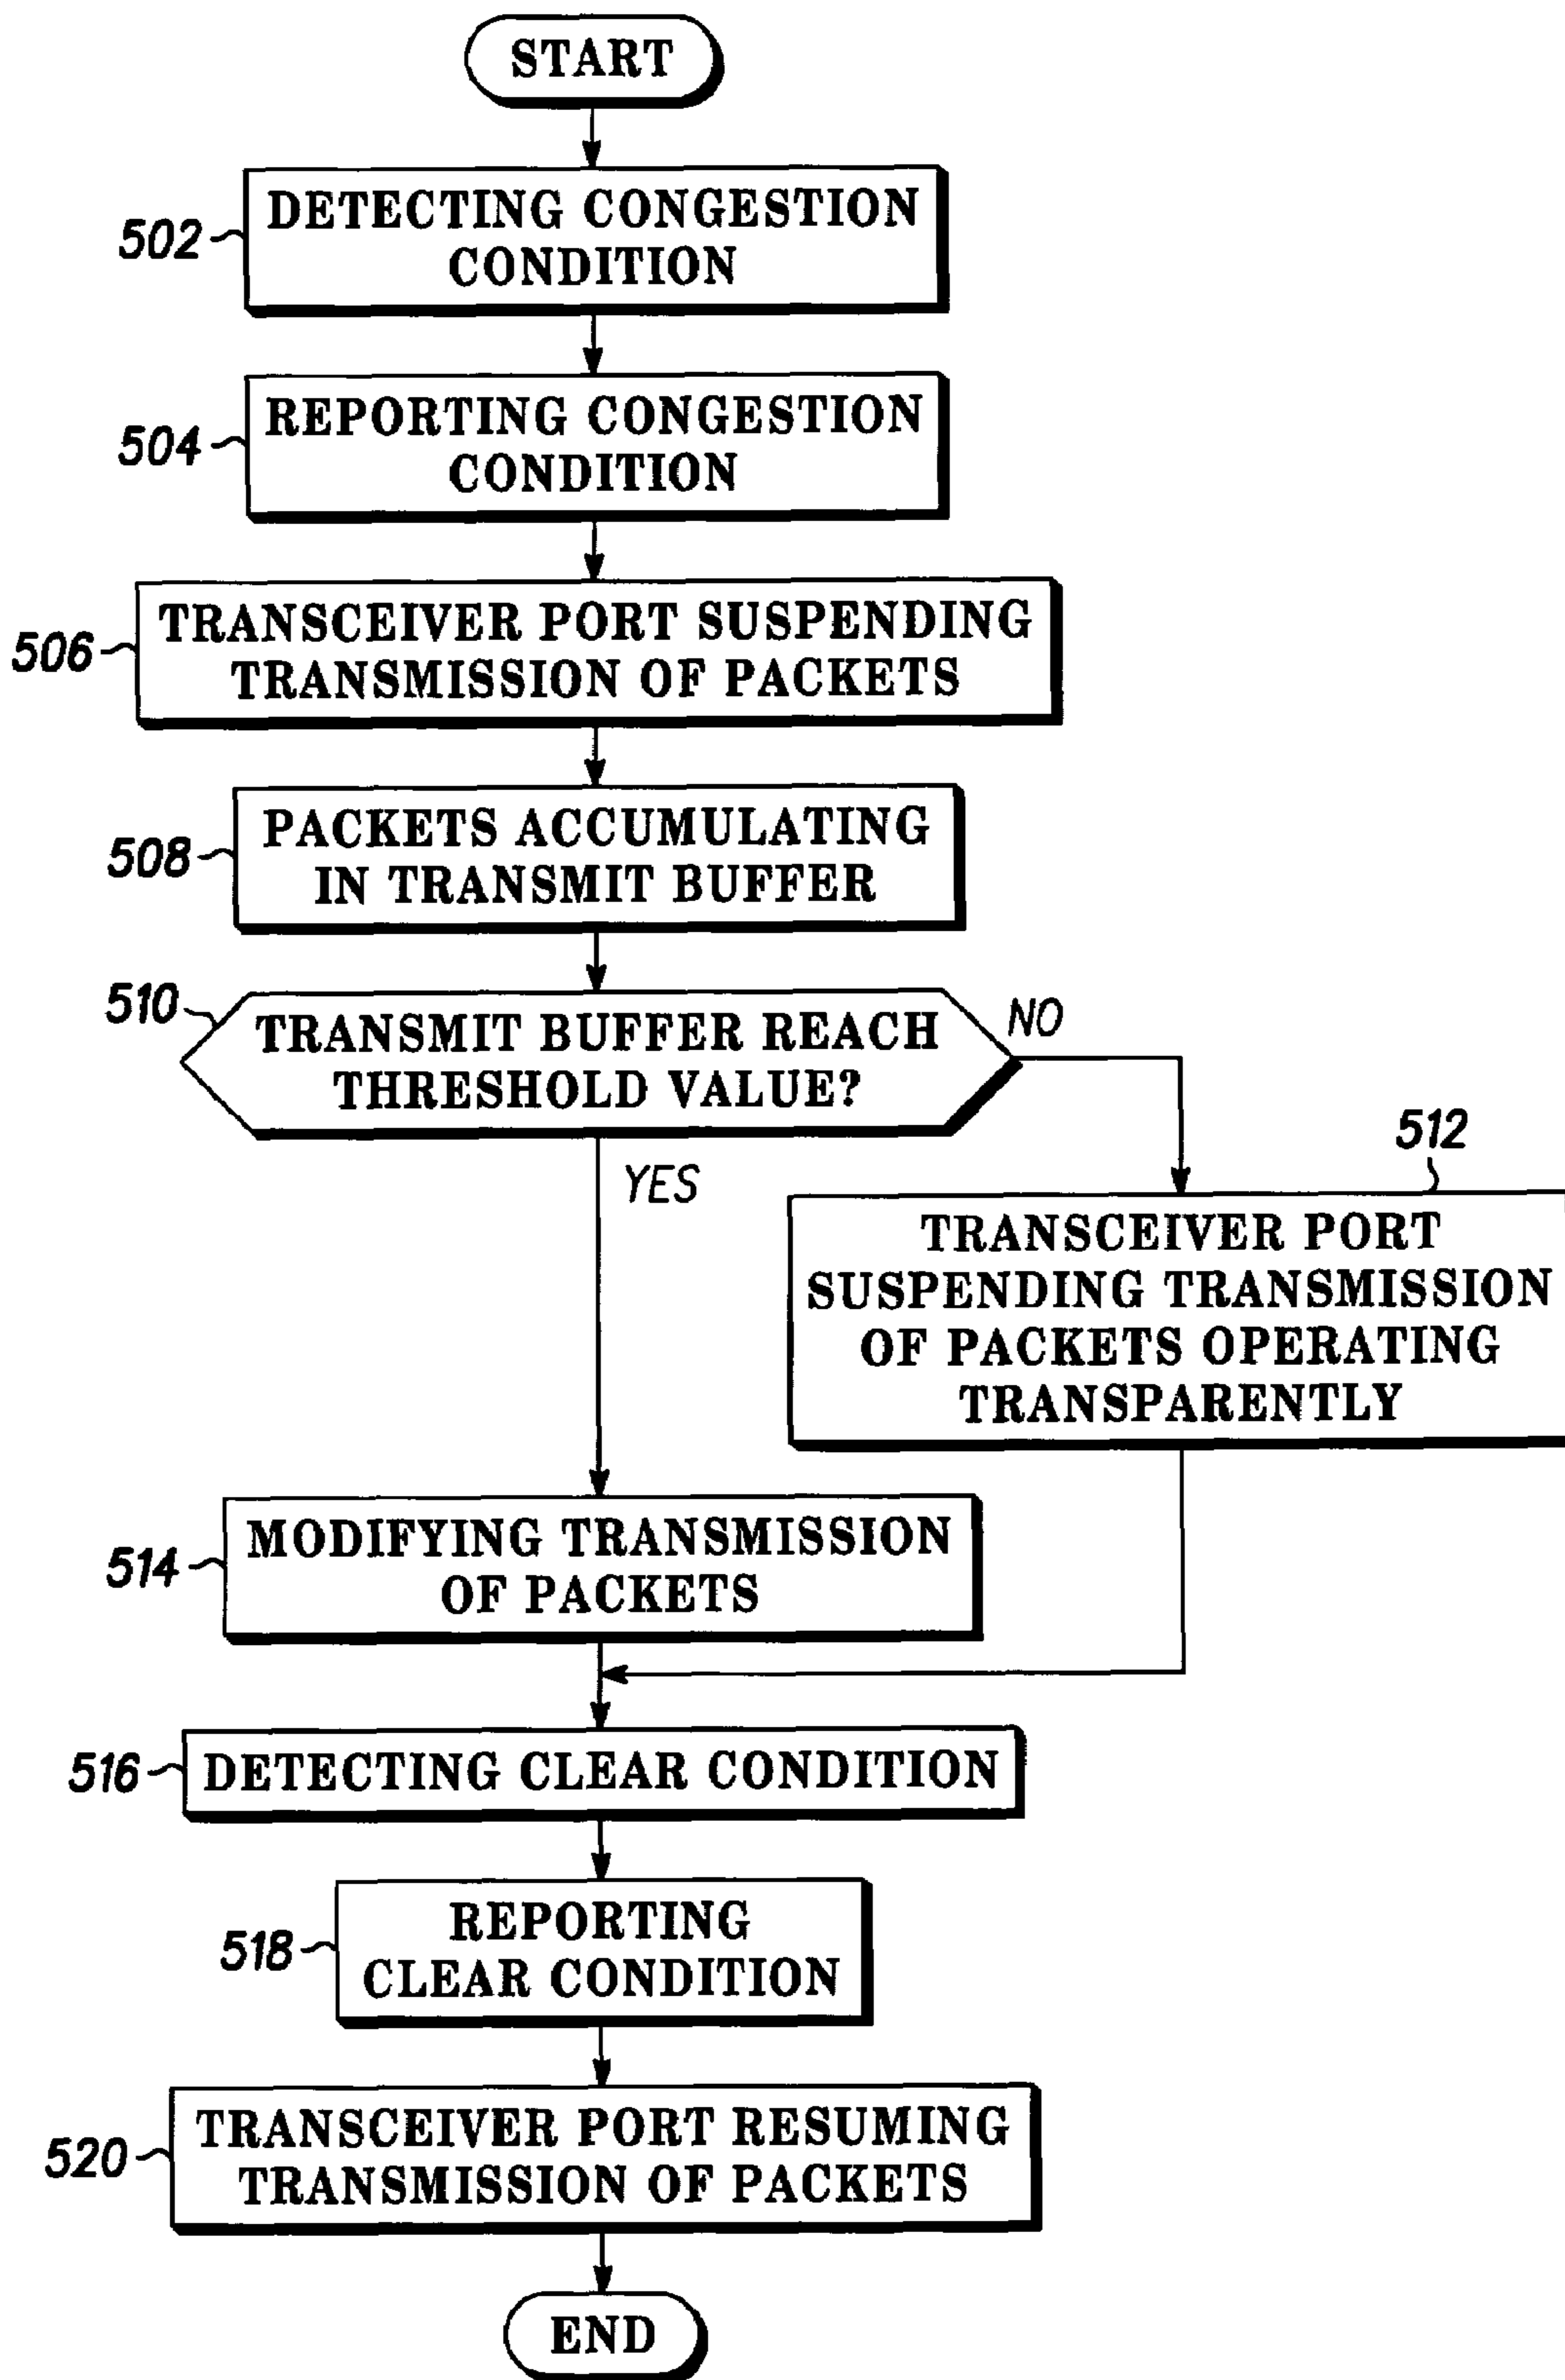 START
502
DETECTING CONGESTION
CONDITION
504
REPORTING CONGESTION
CONDITION
506
TRANSCEIVER PORT SUSPENDING
TRANSMISSION OF PACKETS
508
PACKETS ACCUMULATING
IN TRANSMIT BUFFER
510
TRANSMIT BUFFER REACH
THRESHOLD VALUE?
NO
YES
512
TRANSCEIVER PORT
SUSPENDING TRANSMISSION
OF PACKETS OPERATING
TRANSPARENTLY
514
MODIFYING TRANSMISSION
OF PACKETS
516
DETECTING CLEAR CONDITION
518
REPORTING
CLEAR CONDITION
520
TRANSCEIVER PORT RESUMING
TRANSMISSION OF PACKETS
END